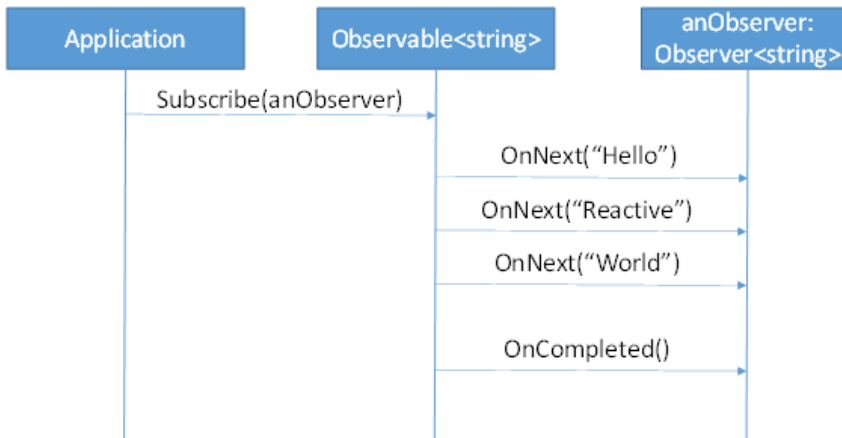 Application
Observable<string>
anObserver:
Observer<string>
Subscribe(anObserver)
OnNext(“Hello”)
OnNext(“Reactive”)
OnNext(“World”)
OnCompleted()